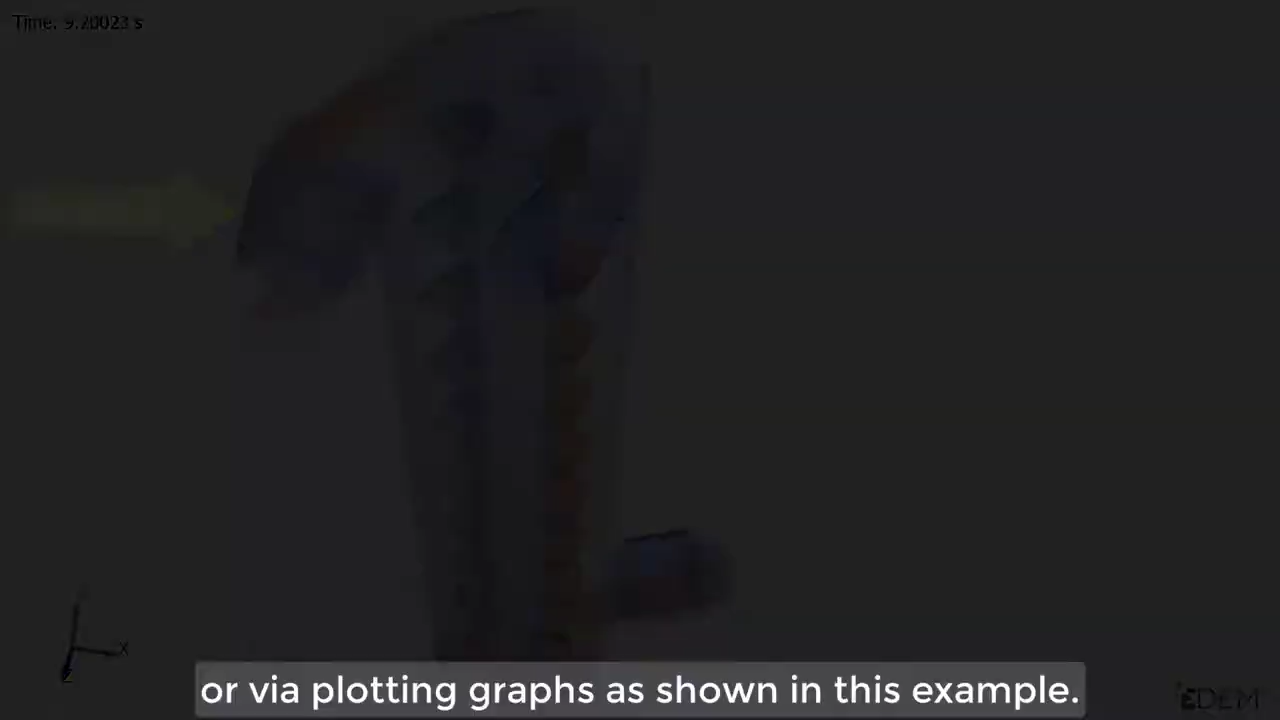 Time: 9.20023 s
X
Z
or via plotting graphs as shown in this example.
EDEM